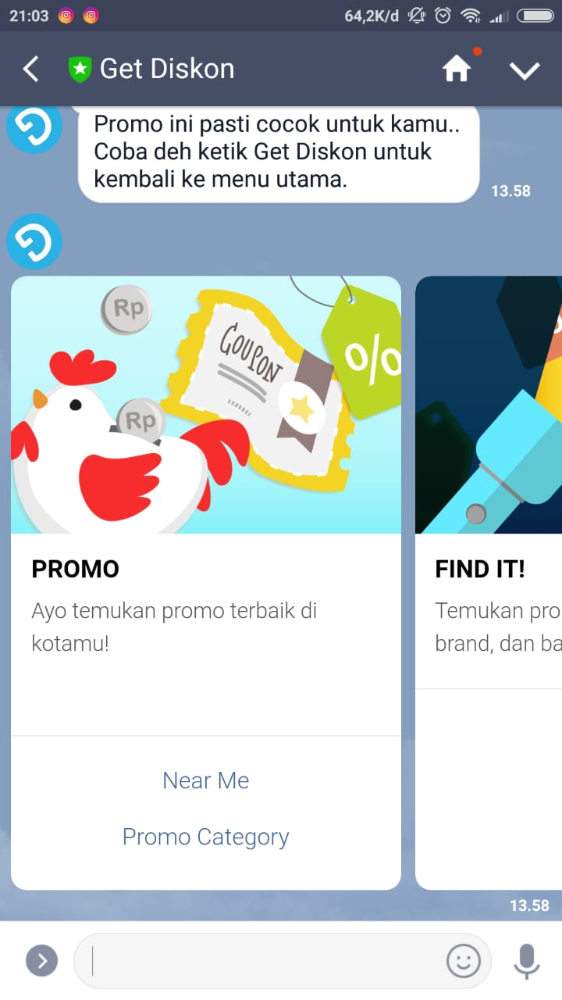 21:03
64,2K/d
Get Diskon
Promo ini pasti cocok untuk kamu..
Coba deh ketik Get Diskon untuk
kembali ke menu utama.
13.58
Rp
COUPON
%
Rp
PROMO
Ayo temukan promo terbaik di
kotamu!
Near Me
Promo Category
FIND IT!
Temukan pro
brand, dan ba
13.58